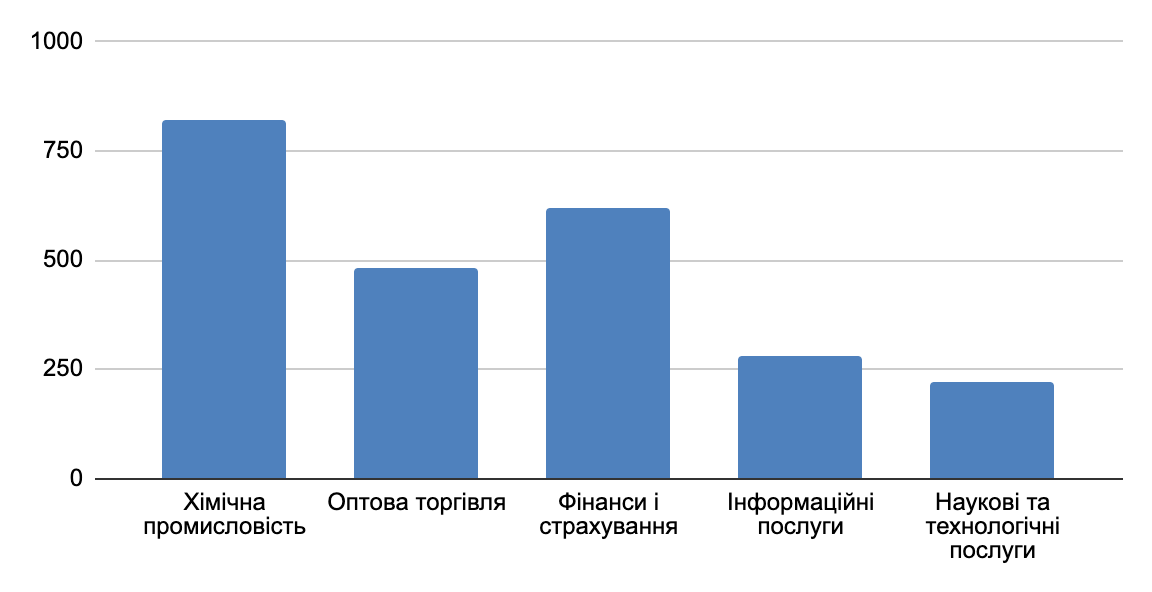 1000
750
500
250
0
Хімічна
промисловість
Оптова торгівля
Фінанси і
страхування
Інформаційні
послуги
Наукові та
технологічні
послуги